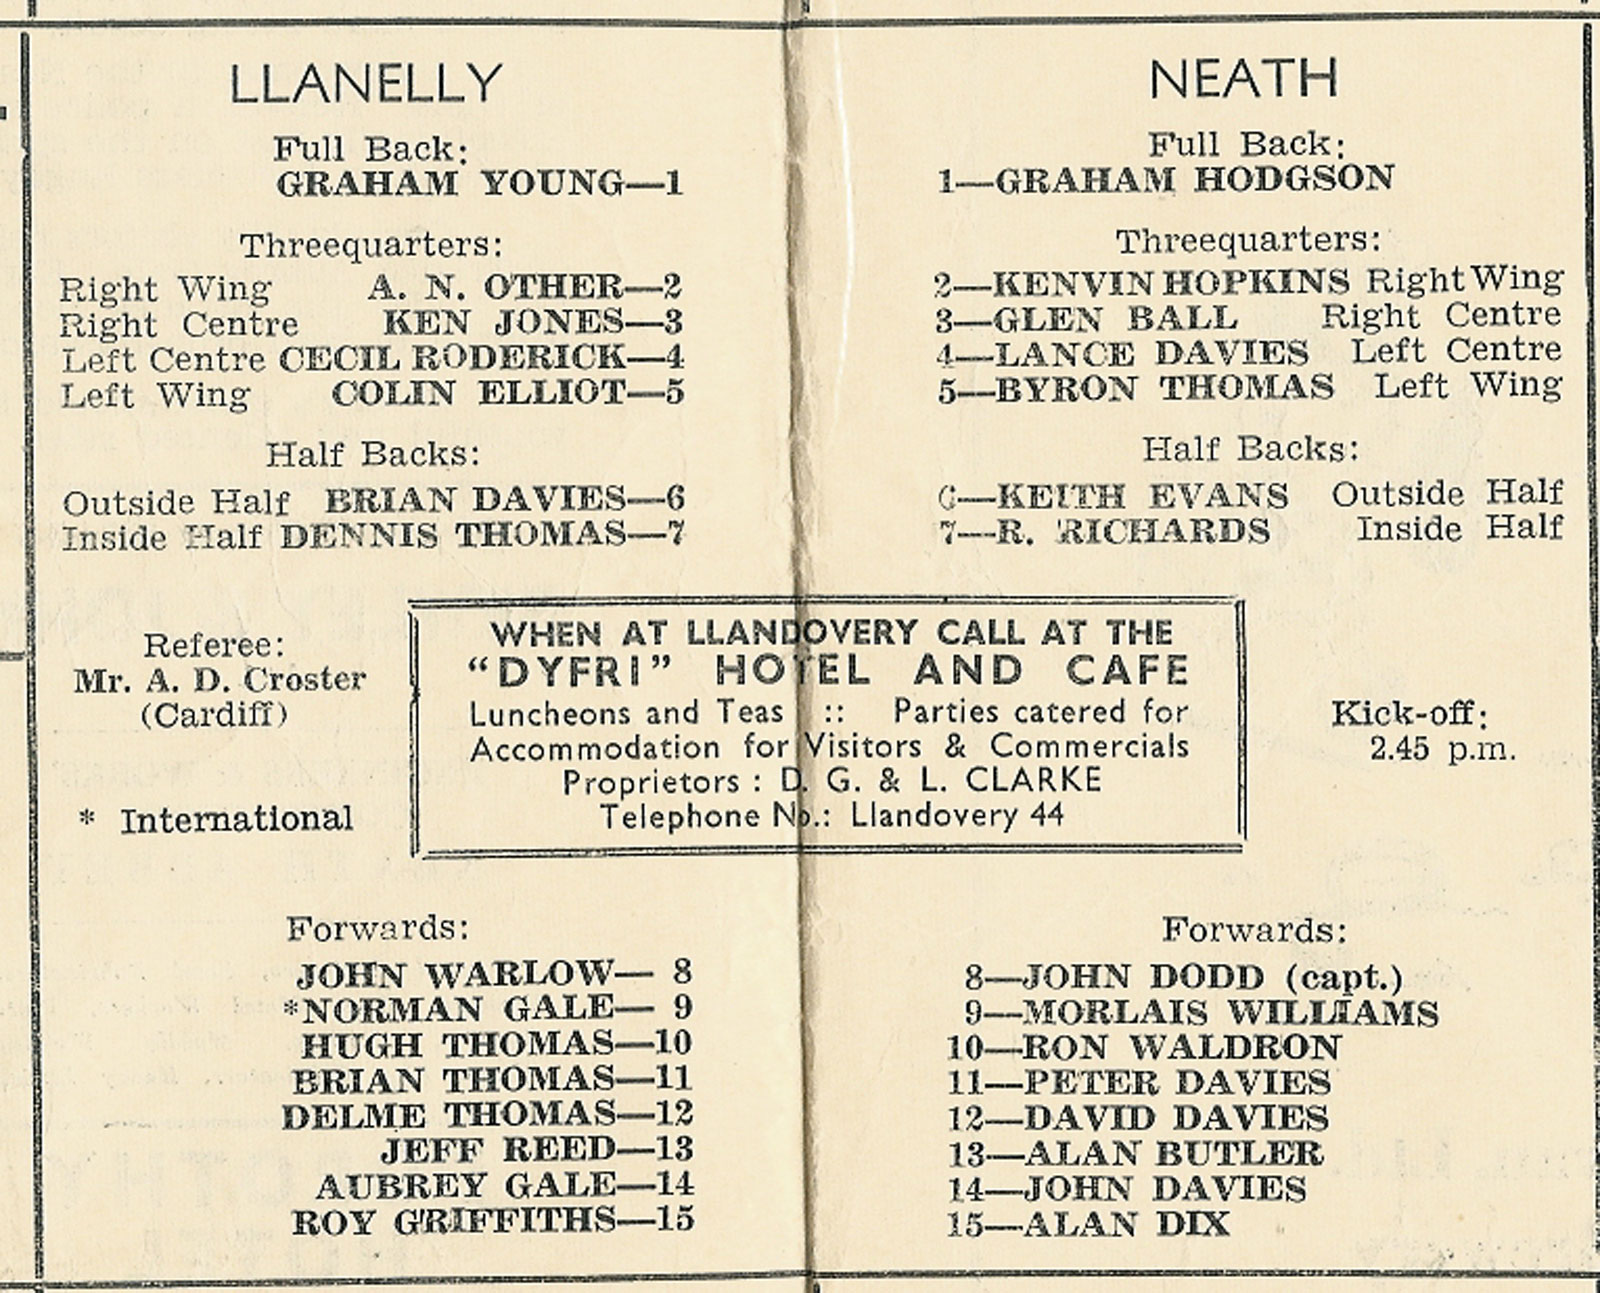 LLANELLY
Full Back:
GRAHAM YOUNG—1
Threequarters:
Right Wing A. N. OTHER—2
Right Centre KEN JONES—3
Left Centre CECIL RODERICK—4
Left Wing COLIN ELLIOT—5
Half Backs:
Outside Half BRIAN DAVIES—6
Inside Half DENNIS THOMAS—7
NEATH
Full Back:
1—GRAHAM HODGSON
Threequarters:
2—KENVIN HOPKINS Right Wing
3—GLEN BALL Right Centre
4—LANCE DAVIES Left Centre
5—BYRON THOMAS Left Wing
Half Backs:
6—KEITH EVANS Outside Half
7—R. RICHARDS Inside Half
Referee:
Mr. A. D. Croster
(Cardiff)
* International
WHEN AT LLANDOVERY CALL AT THE
"DYFRI" HOTEL AND CAFE
Luncheons and Teas :: Parties catered for
Accommodation for Visitors & Commercials
Proprietors : D. G. & L. CLARKE
Telephone No.: Llandovery 44
Kick-off:
2.45 p.m.
Forwards:
JOHN WARLOW— 8
*NORMAN GALE— 9
HUGH THOMAS—10
BRIAN THOMAS—11
DELME THOMAS—12
JEFF REED—13
AUBREY GALE—14
ROY GRIFFITHS—15
Forwards:
8—JOHN DODD (capt.)
9—MORLAIS WILLIAMS
10—RON WALDRON
11—PETER DAVIES
12—DAVID DAVIES
13—ALAN BUTLER
14—JOHN DAVIES
15—ALAN DIX